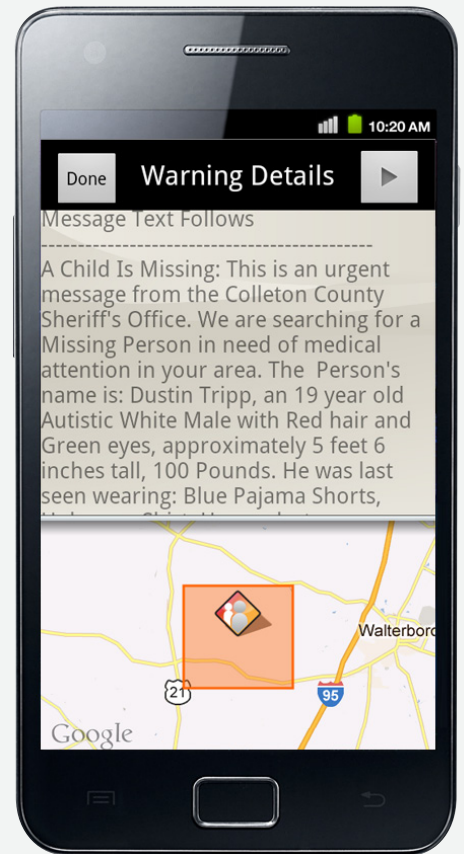 10:20 AM
Done
Warning Details
Message Text Follows
---------------------------------------------
A Child Is Missing: This is an urgent
message from the Colleton County
Sheriff's Office. We are searching for a
Missing Person in need of medical
attention in your area. The  Person's
name is: Dustin Tripp, an 19 year old
Autistic White Male with Red hair and
Green eyes, approximately 5 feet 6
inches tall, 100 Pounds. He was last
seen wearing: Blue Pajama Shorts,
Walterboro
21
95
Google